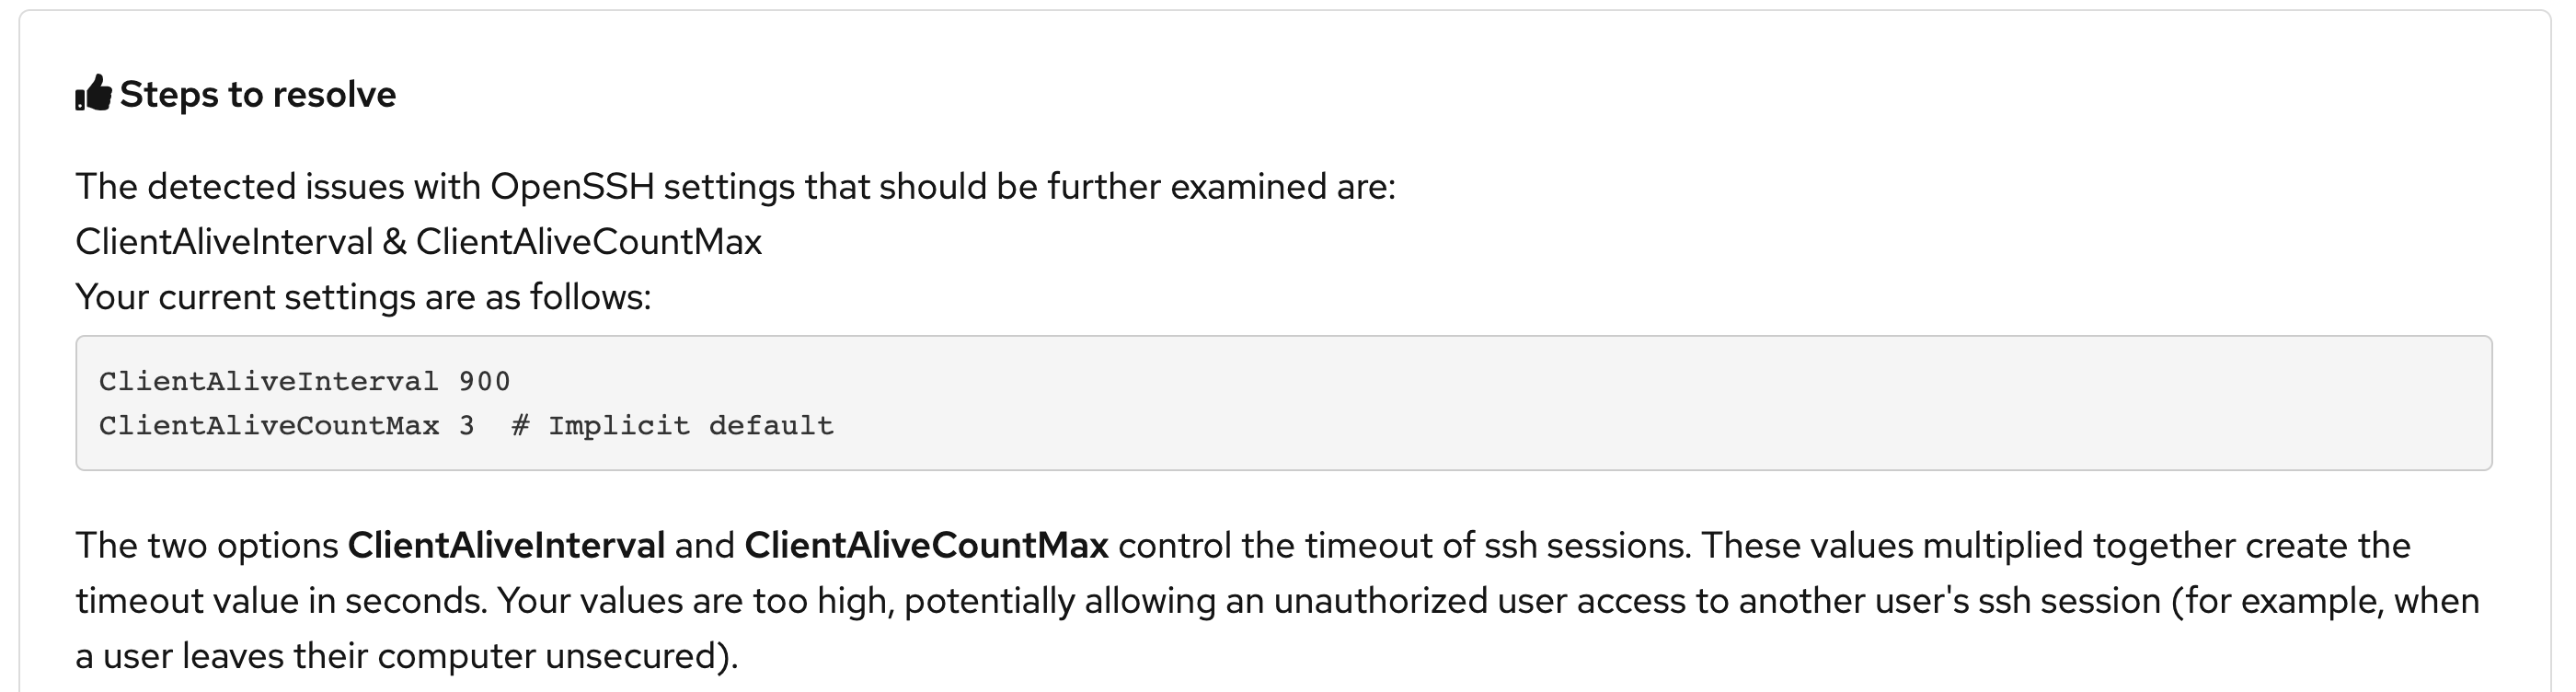 Steps to resolve
The detected issues with OpenSSH settings that should be further examined are:
ClientAliveInterval & ClientAliveCountMax
Your current settings are as follows:
ClientAliveInterval 900
ClientAliveCountMax 3  # Implicit default
The two options ClientAliveInterval and ClientAliveCountMax control the timeout of ssh sessions. These values multiplied together create the
timeout value in seconds. Your values are too high, potentially allowing an unauthorized user access to another user's ssh session (for example, when
a user leaves their computer unsecured).